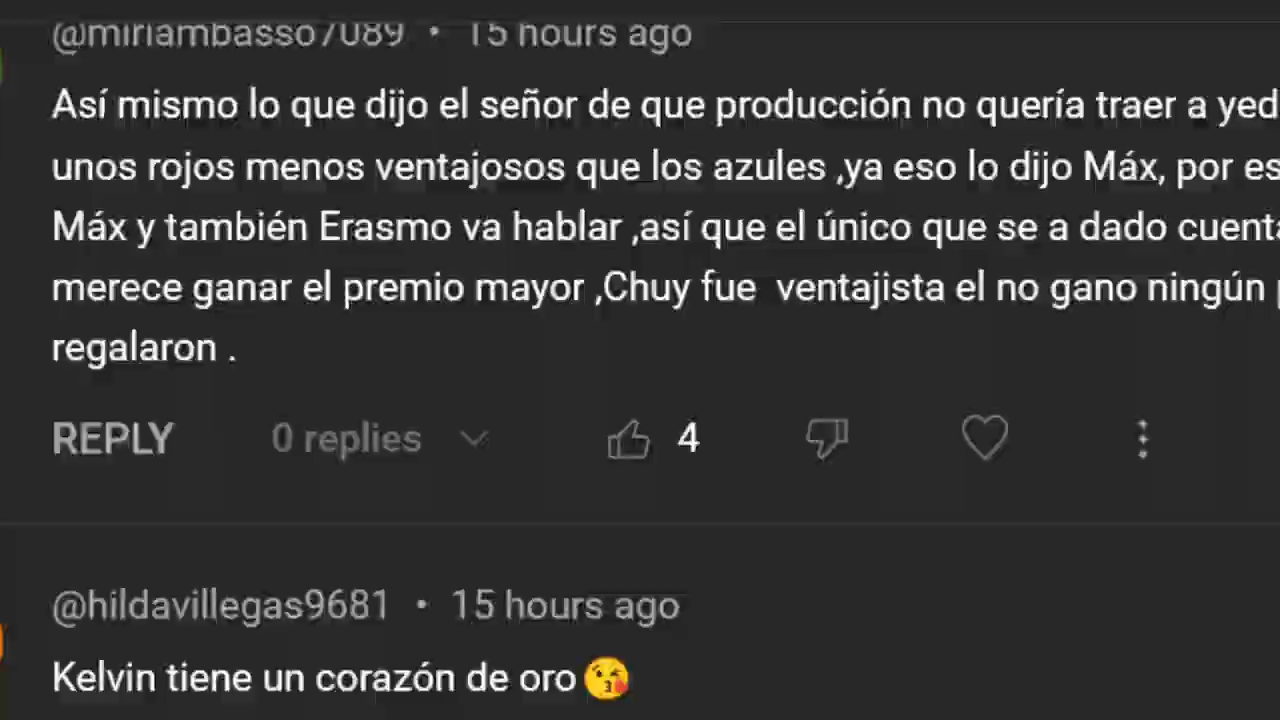 @miriambasso7089 • 15 hours ago
Así mismo lo que dijo el señor de que producción no quería traer a yed
unos rojos menos ventajosos que los azules ,ya eso lo dijo Máx, por es
Máx y también Erasmo va hablar ,así que el único que se a dado cuenta
merece ganar el premio mayor ,Chuy fue  ventajista el no gano ningún
regalaron .
REPLY 0 replies 4
@hildavillegas9681 • 15 hours ago
Kelvin tiene un corazón de oro😘